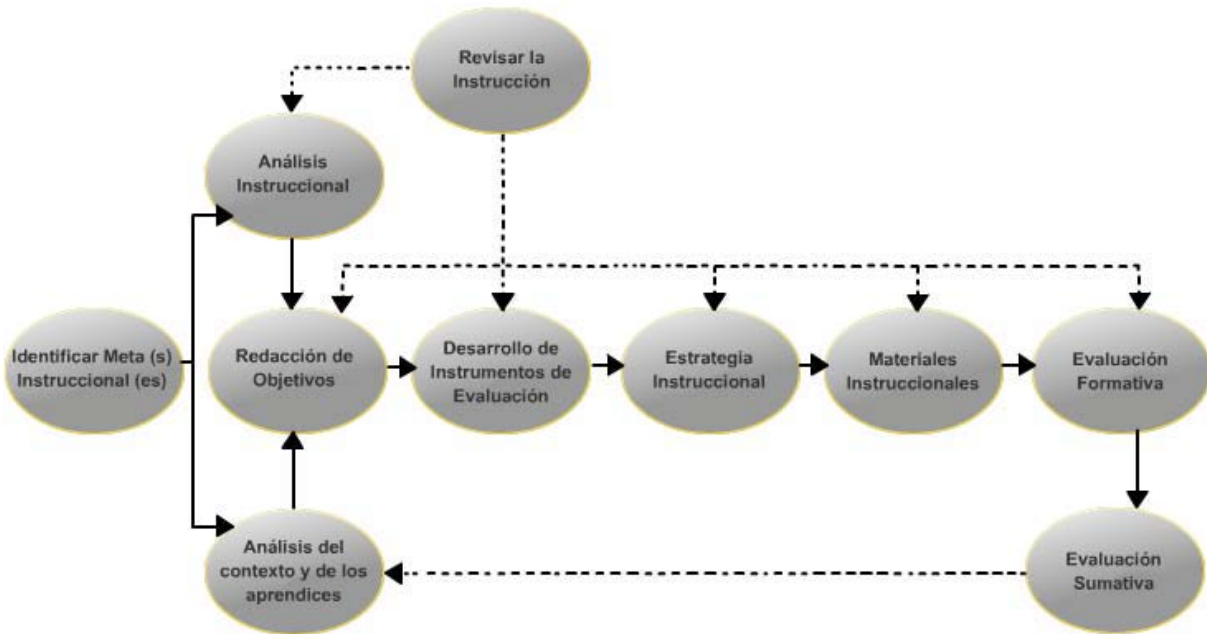 Revisar la
Instrucción
Análisis
Instruccional
Identificar Meta (s)
Instruccional (es)
Redacción de
Objetivos
Desarrollo de
Instrumentos de
Evaluación
Estrategia
Instruccional
Materiales
Instruccionales
Evaluación
Formativa
Análisis del
contexto y de los
aprendices
Evaluación
Sumativa